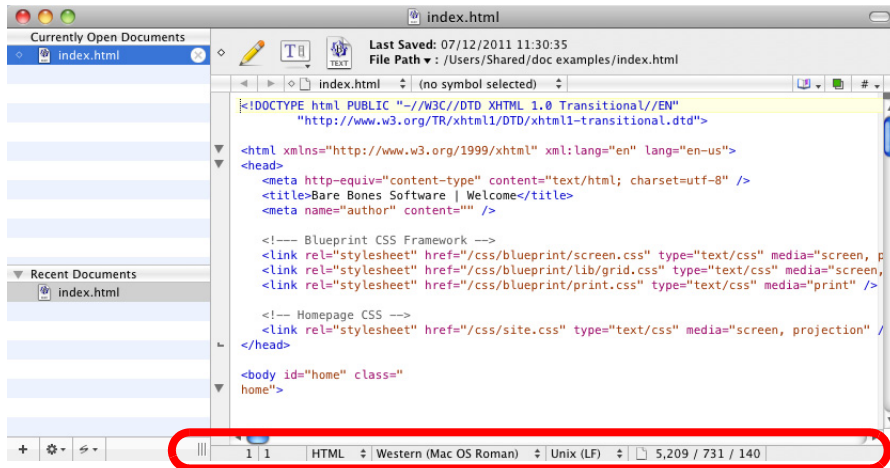 index.html
Currently Open Documents
index.html
Last Saved: 07/12/2011 11:30:35
File Path ▾ : /Users/Shared/doc examples/index.html
TEXT
index.html (no symbol selected) #
<!DOCTYPE html PUBLIC "-//W3C//DTD XHTML 1.0 Transitional//EN"
"http://www.w3.org/TR/xhtml1/DTD/xhtml1-transitional.dtd">
<html xmlns="http://www.w3.org/1999/xhtml" xml:lang="en" lang="en-us">
<head>
<meta http-equiv="content-type" content="text/html; charset=utf-8" />
<title>Bare Bones Software | Welcome</title>
<meta name="author" content="" />
<!--- Blueprint CSS Framework -->
<link rel="stylesheet" href="/css/blueprint/screen.css" type="text/css" media="screen, p
<link rel="stylesheet" href="/css/blueprint/lib/grid.css" type="text/css" media="screen,
<link rel="stylesheet" href="/css/blueprint/print.css" type="text/css" media="print" />
<!-- Homepage CSS -->
<link rel="stylesheet" href="/css/site.css" type="text/css" media="screen, projection" /
</head>
<body id="home" class="
home">
Recent Documents
index.html
1 1 HTML Western (Mac OS Roman) Unix (LF) 5,209 / 731 / 140